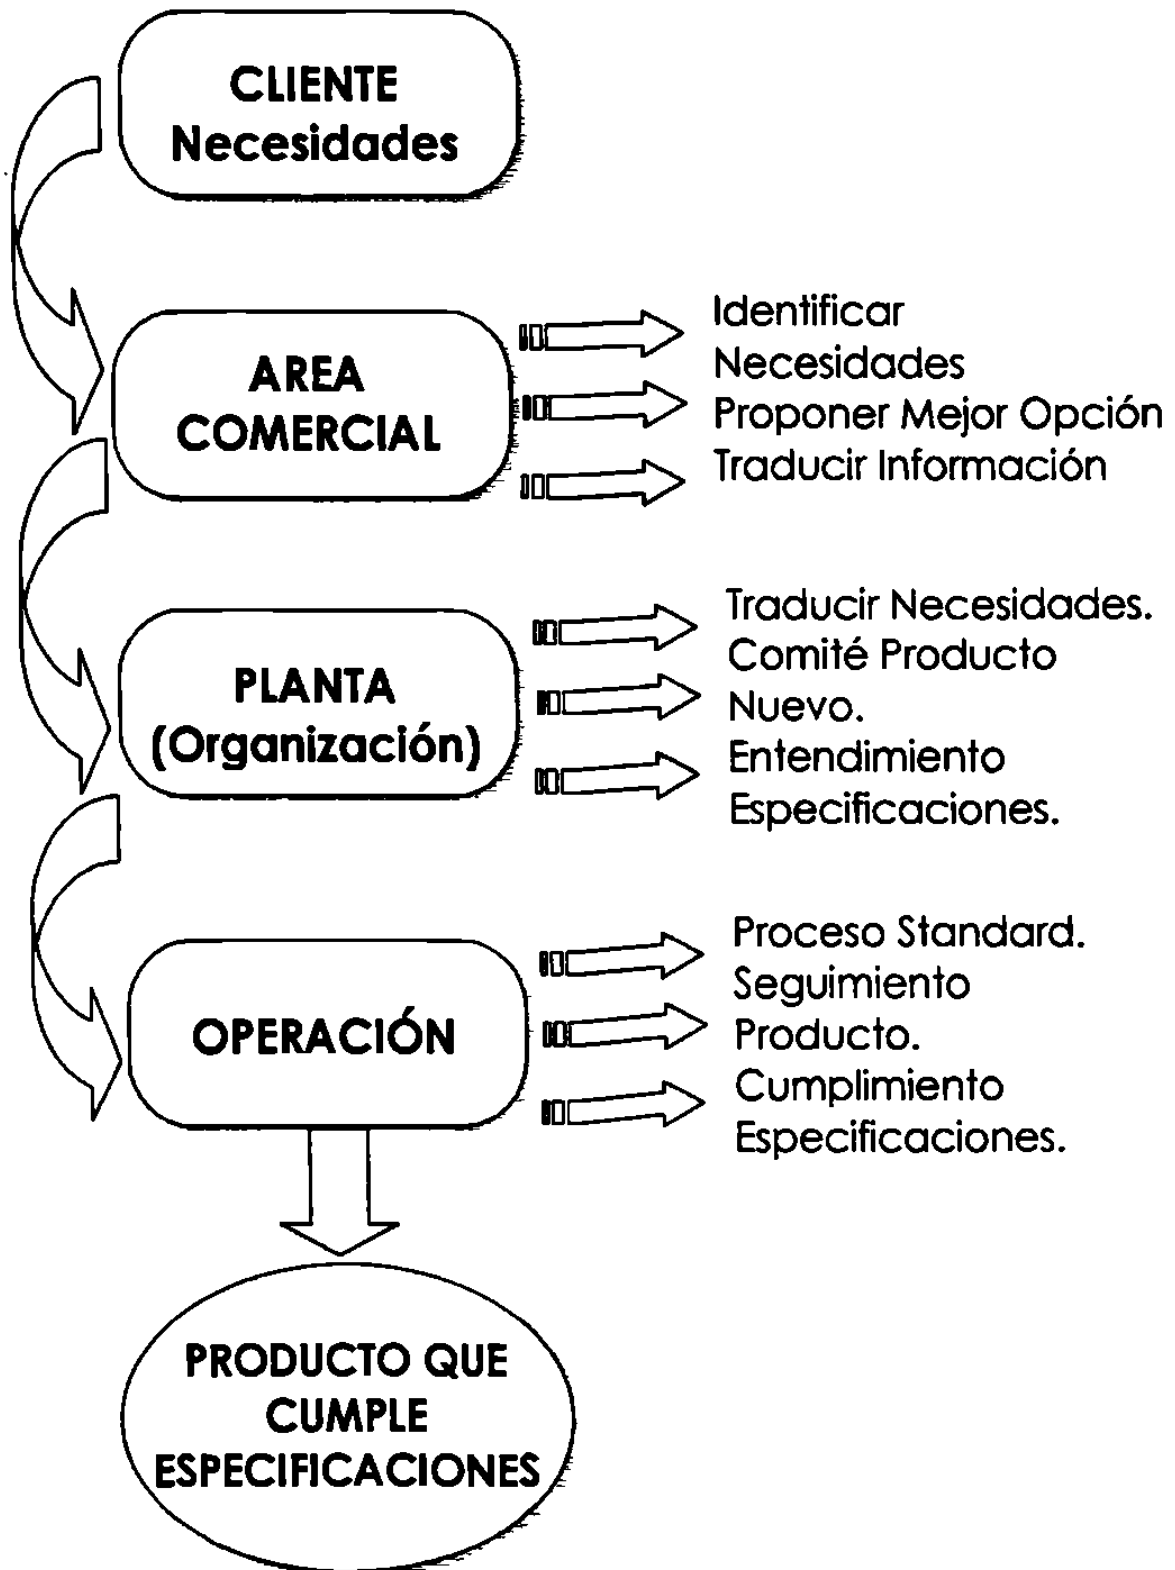 CLIENTE
Necesidades
AREA
COMERCIAL
Identificar
Necesidades
Proponer Mejor Opción
Traducir Información
PLANTA
(Organización)
Traducir Necesidades.
Comité Producto
Nuevo.
Entendimiento
Especificaciones.
OPERACIÓN
Proceso Standard.
Seguimiento
Producto.
Cumplimiento
Especificaciones.
PRODUCTO QUE
CUMPLE
ESPECIFICACIONES